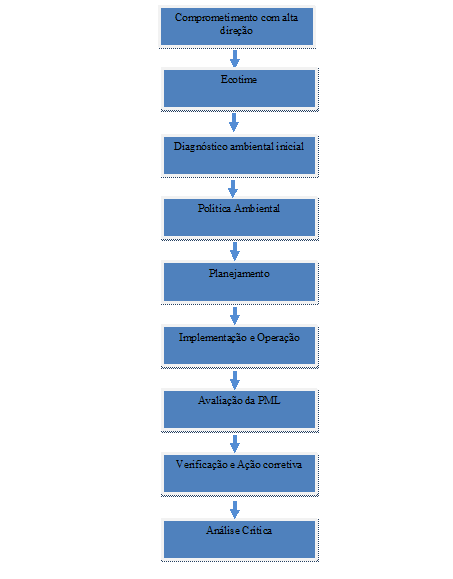 Comprometimento com alta
direção
Ecotime
Diagnóstico ambiental inicial
Política Ambiental
Planejamento
Implementação e Operação
Avaliação da PML
Verificação e Ação corretiva
Análise Crítica